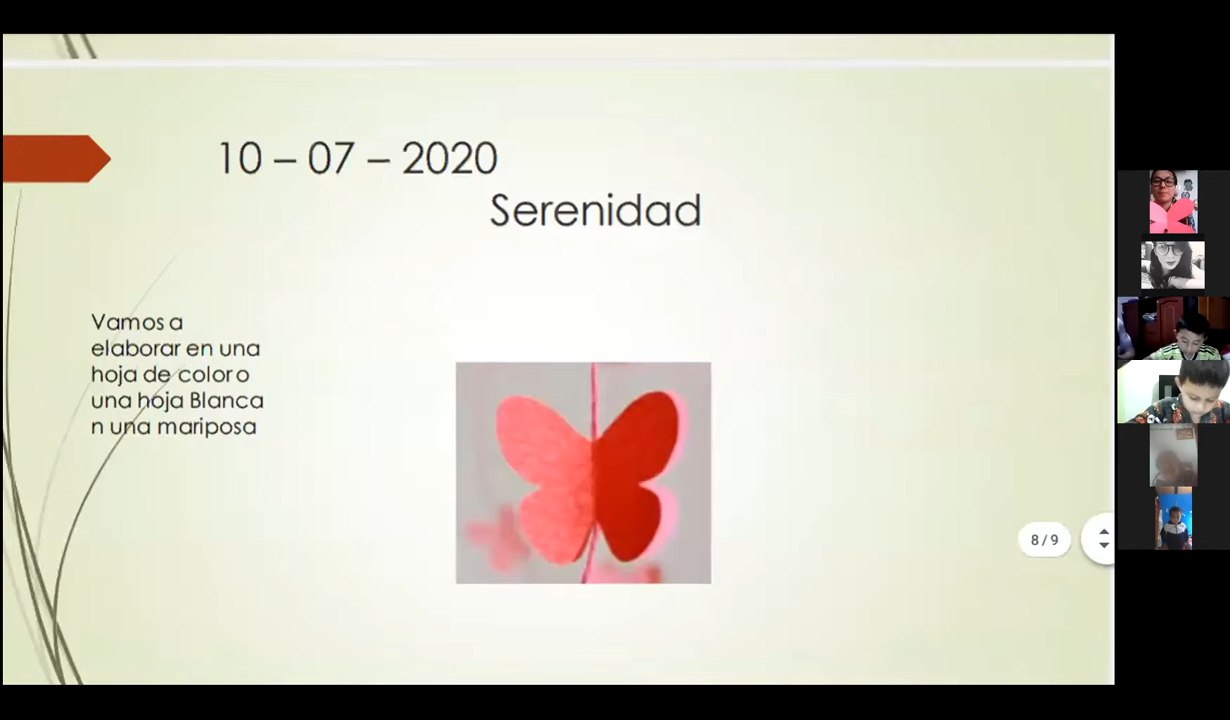 10 – 07 – 2020
Serenidad
Vamos a
elaborar en una
hoja de color o
una hoja Blanca
n una mariposa
8 / 9